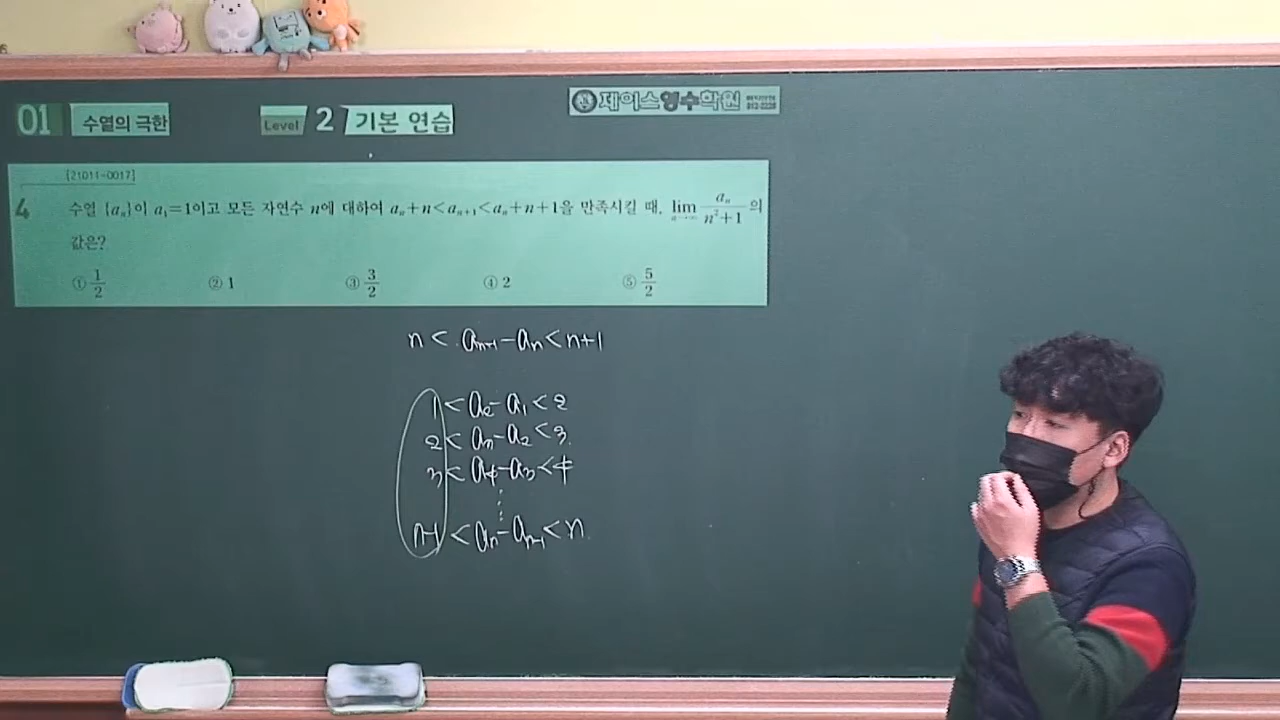 01 수열의 극한 Level 2 기본 연습
제이스영수학원
[21011-0017]
4 수열 {aₙ}이 a₁=1이고 모든 자연수 n에 대하여 aₙ+n<aₙ₊₁<aₙ+n+1을 만족시킬 때, lim n→∞ aₙ/(n²+1)의
값은?
① 1/2 ② 1 ③ 3/2 ④ 2 ⑤ 5/2
n < aₙ₊₁-aₙ < n+1
1 < a₂-a₁ < 2
2 < a₃-a₂ < 3
3 < a₄-a₃ < 4
⋮
n-1 < aₙ-aₙ₋₁ < n